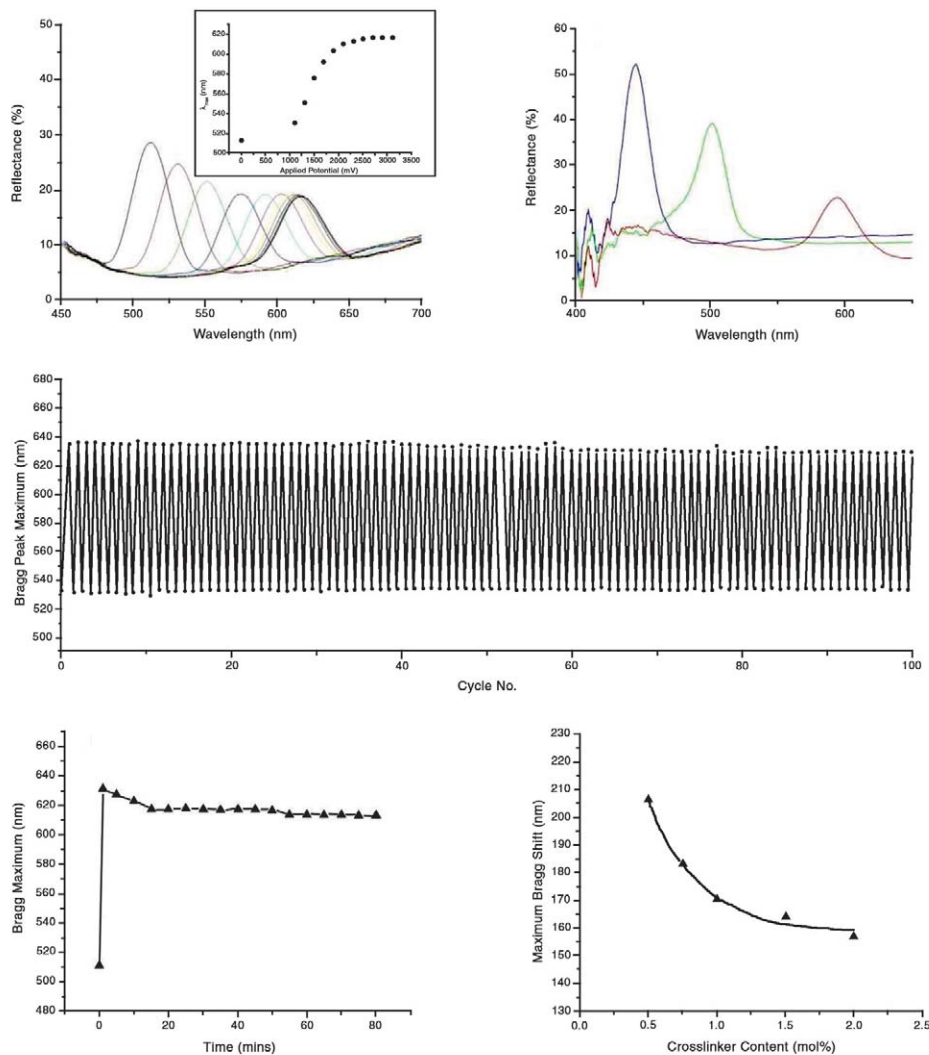 50
40
30
20
10
0
Reflectance (%)
450 500 550 600 650 700
Wavelength (nm)
620
600
580
560
540
520
500
λmax (nm)
0 500 1000 1500 2000 2500 3000 3500
Applied Potential (mV)
60
50
40
30
20
10
0
Reflectance (%)
400 500 600
Wavelength (nm)
680
660
640
620
600
580
560
540
520
500
Bragg Peak Maximum (nm)
0 20 40 60 80 100
Cycle No.
660
640
620
600
580
560
540
520
500
480
Bragg Maximum (nm)
0 20 40 60 80
Time (mins)
230
220
210
200
190
180
170
160
150
140
130
Maximum Bragg Shift (nm)
0.0 0.5 1.0 1.5 2.0 2.5
Crosslinker Content (mol%)